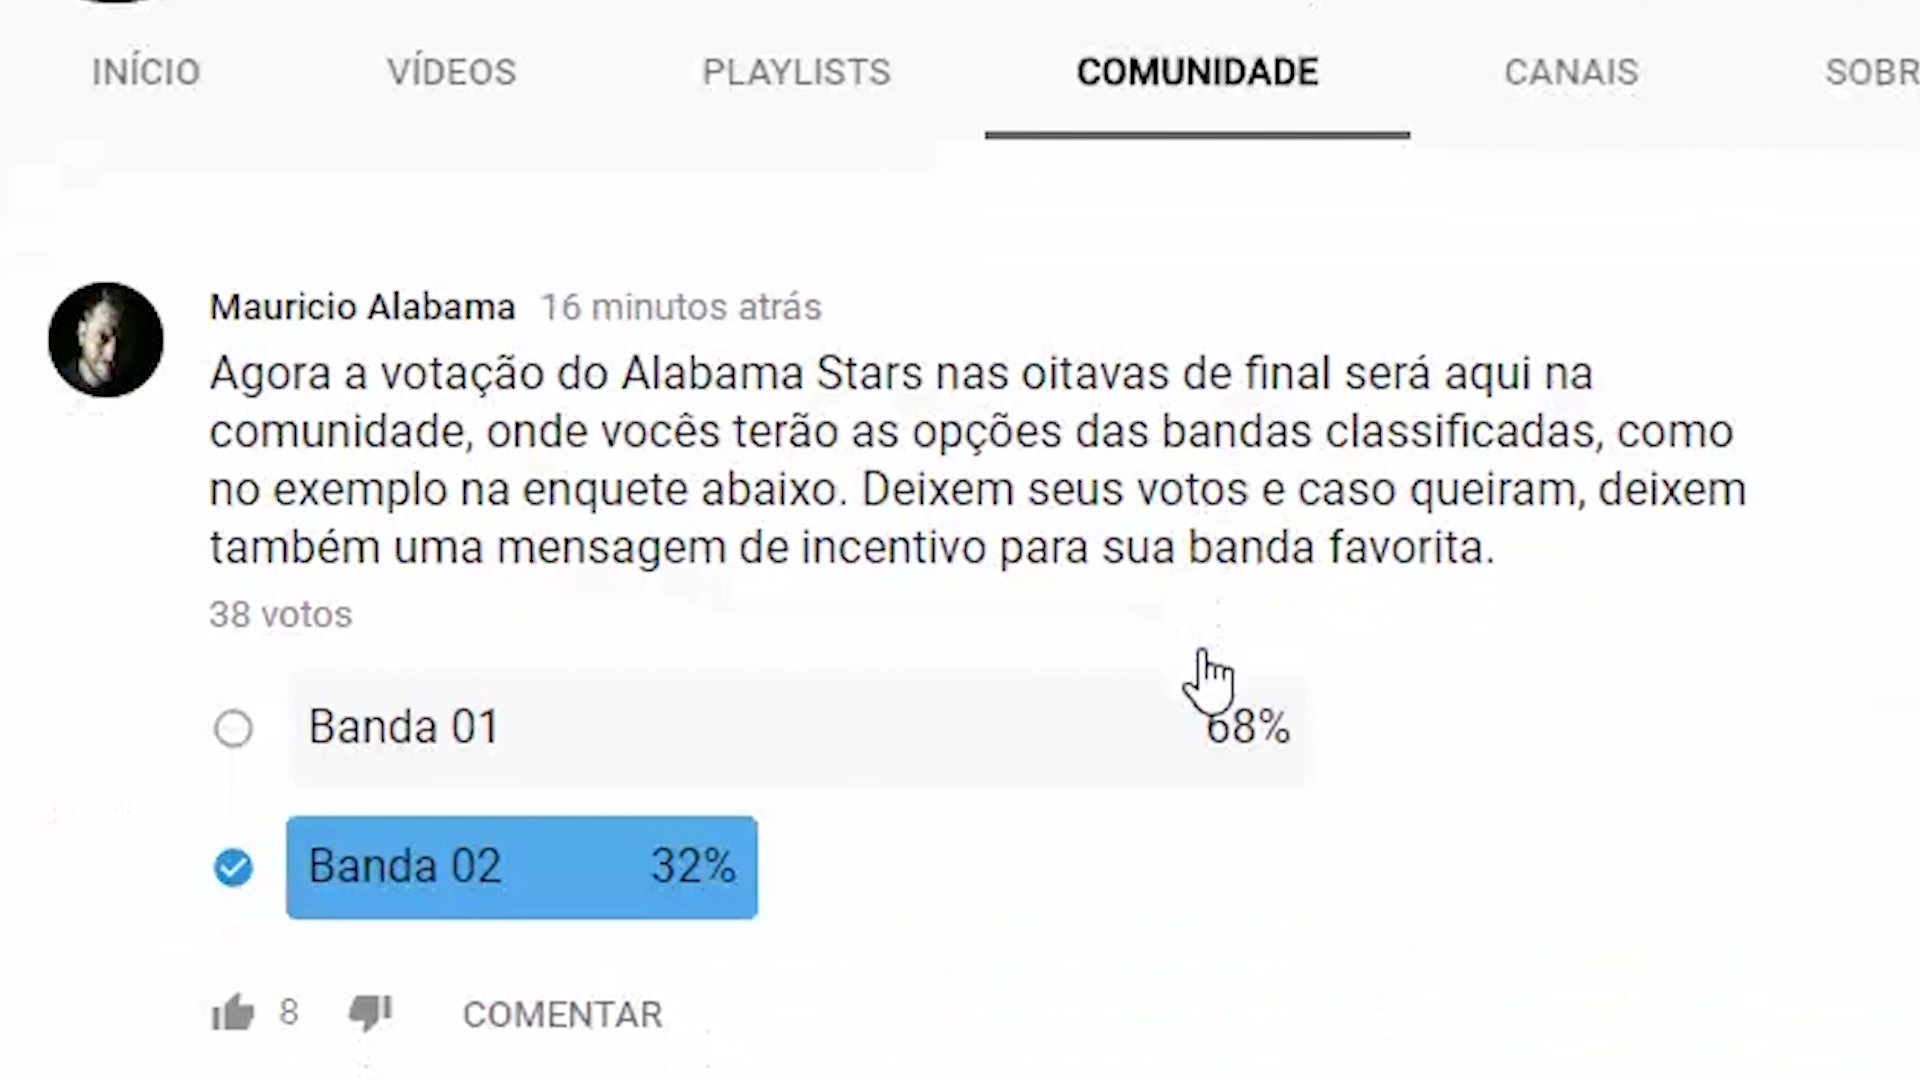 INÍCIO VÍDEOS PLAYLISTS COMUNIDADE CANAIS SOBR
Mauricio Alabama 16 minutos atrás
Agora a votação do Alabama Stars nas oitavas de final será aqui na
comunidade, onde vocês terão as opções das bandas classificadas, como
no exemplo na enquete abaixo. Deixem seus votos e caso queiram, deixem
também uma mensagem de incentivo para sua banda favorita.
38 votos
Banda 01 68%
Banda 02 32%
8 COMENTAR